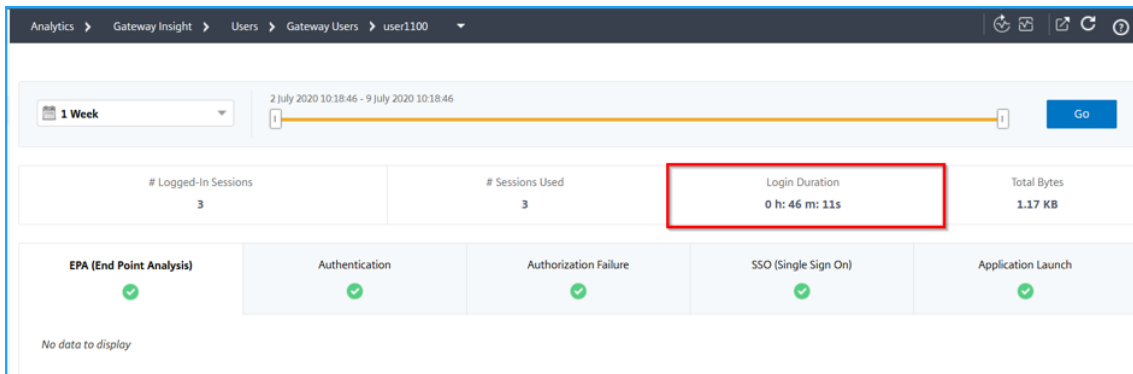 Analytics > Gateway Insight > Users > Gateway Users > user1100
2 July 2020 10:18:46 - 9 July 2020 10:18:46
1 Week
Go
# Logged-In Sessions # Sessions Used Login Duration Total Bytes
3 3 0 h: 46 m: 11s 1.17 KB
EPA (End Point Analysis) Authentication Authorization Failure SSO (Single Sign On) Application Launch
No data to display